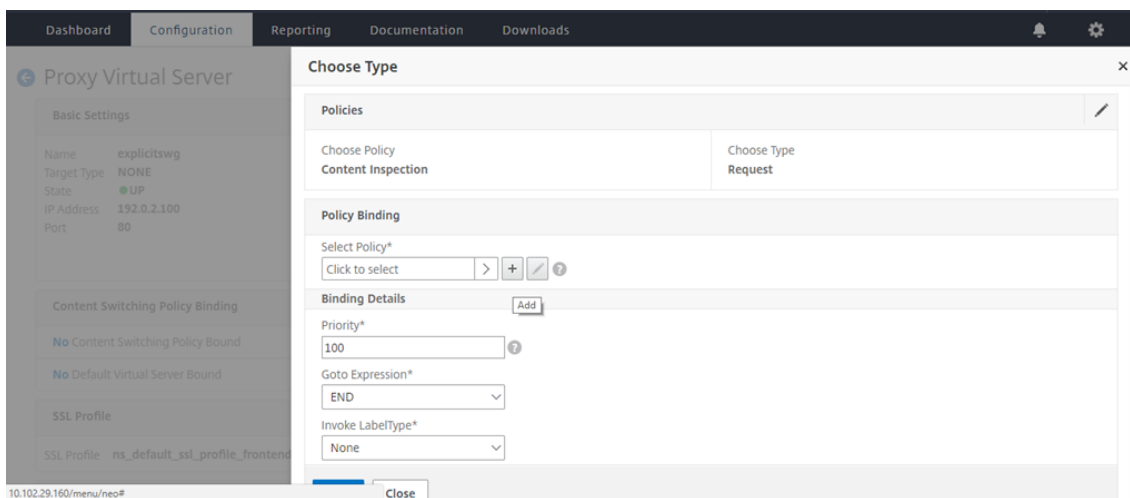 Dashboard Configuration Reporting Documentation Downloads
Proxy Virtual Server
Basic Settings
Name explicitswg
Target Type NONE
State UP
IP Address 192.0.2.100
Port 80
Content Switching Policy Binding
No Content Switching Policy Bound
No Default Virtual Server Bound
SSL Profile
SSL Profile ns_default_ssl_profile_frontend
10.102.29.160/menu/neo#
Choose Type ×
Policies
Choose Policy Choose Type
Content Inspection Request
Policy Binding
Select Policy*
Click to select > + ?
Add
Binding Details
Priority*
100 ?
Goto Expression*
END
Invoke LabelType*
None
Close